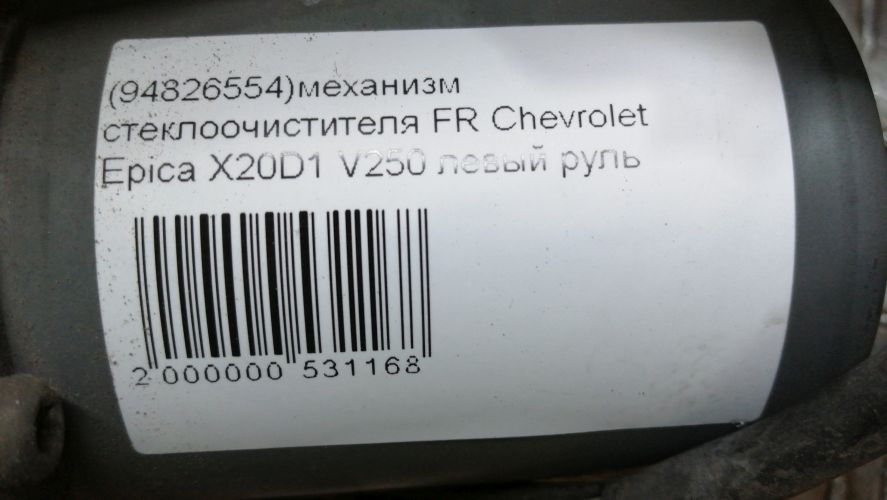 (94826554)механизм
стеклоочистителя FR Chevrolet
Epica X20D1 V250 левый руль
2 000000 531168